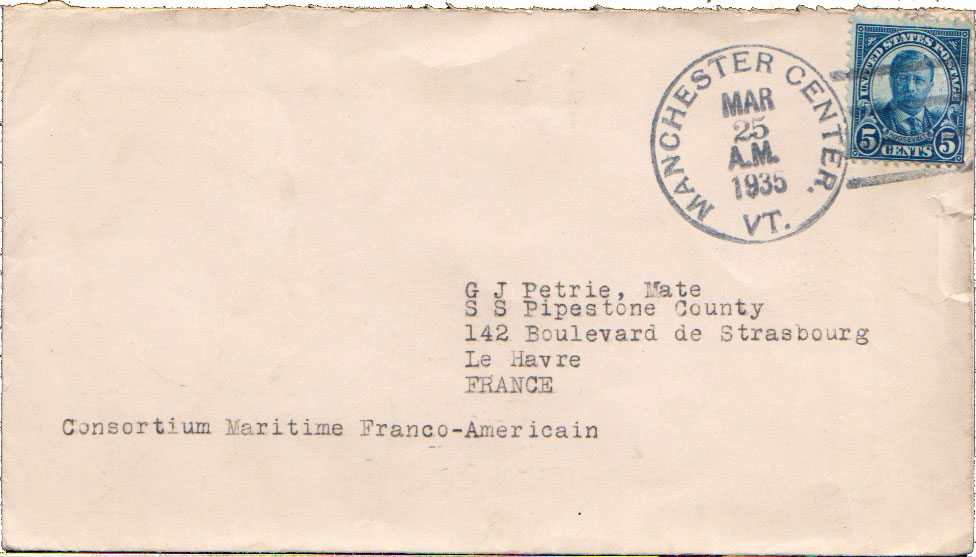 UNITED STATES POSTAGE
5 CENTS 5
MANCHESTER CENTER.
MAR
25
A.M.
1935
VT.
G J Petrie, Mate
S S Pipestone County
142 Boulevard de Strasbourg
Le Havre
FRANCE
Consortium Maritime Franco-Americain